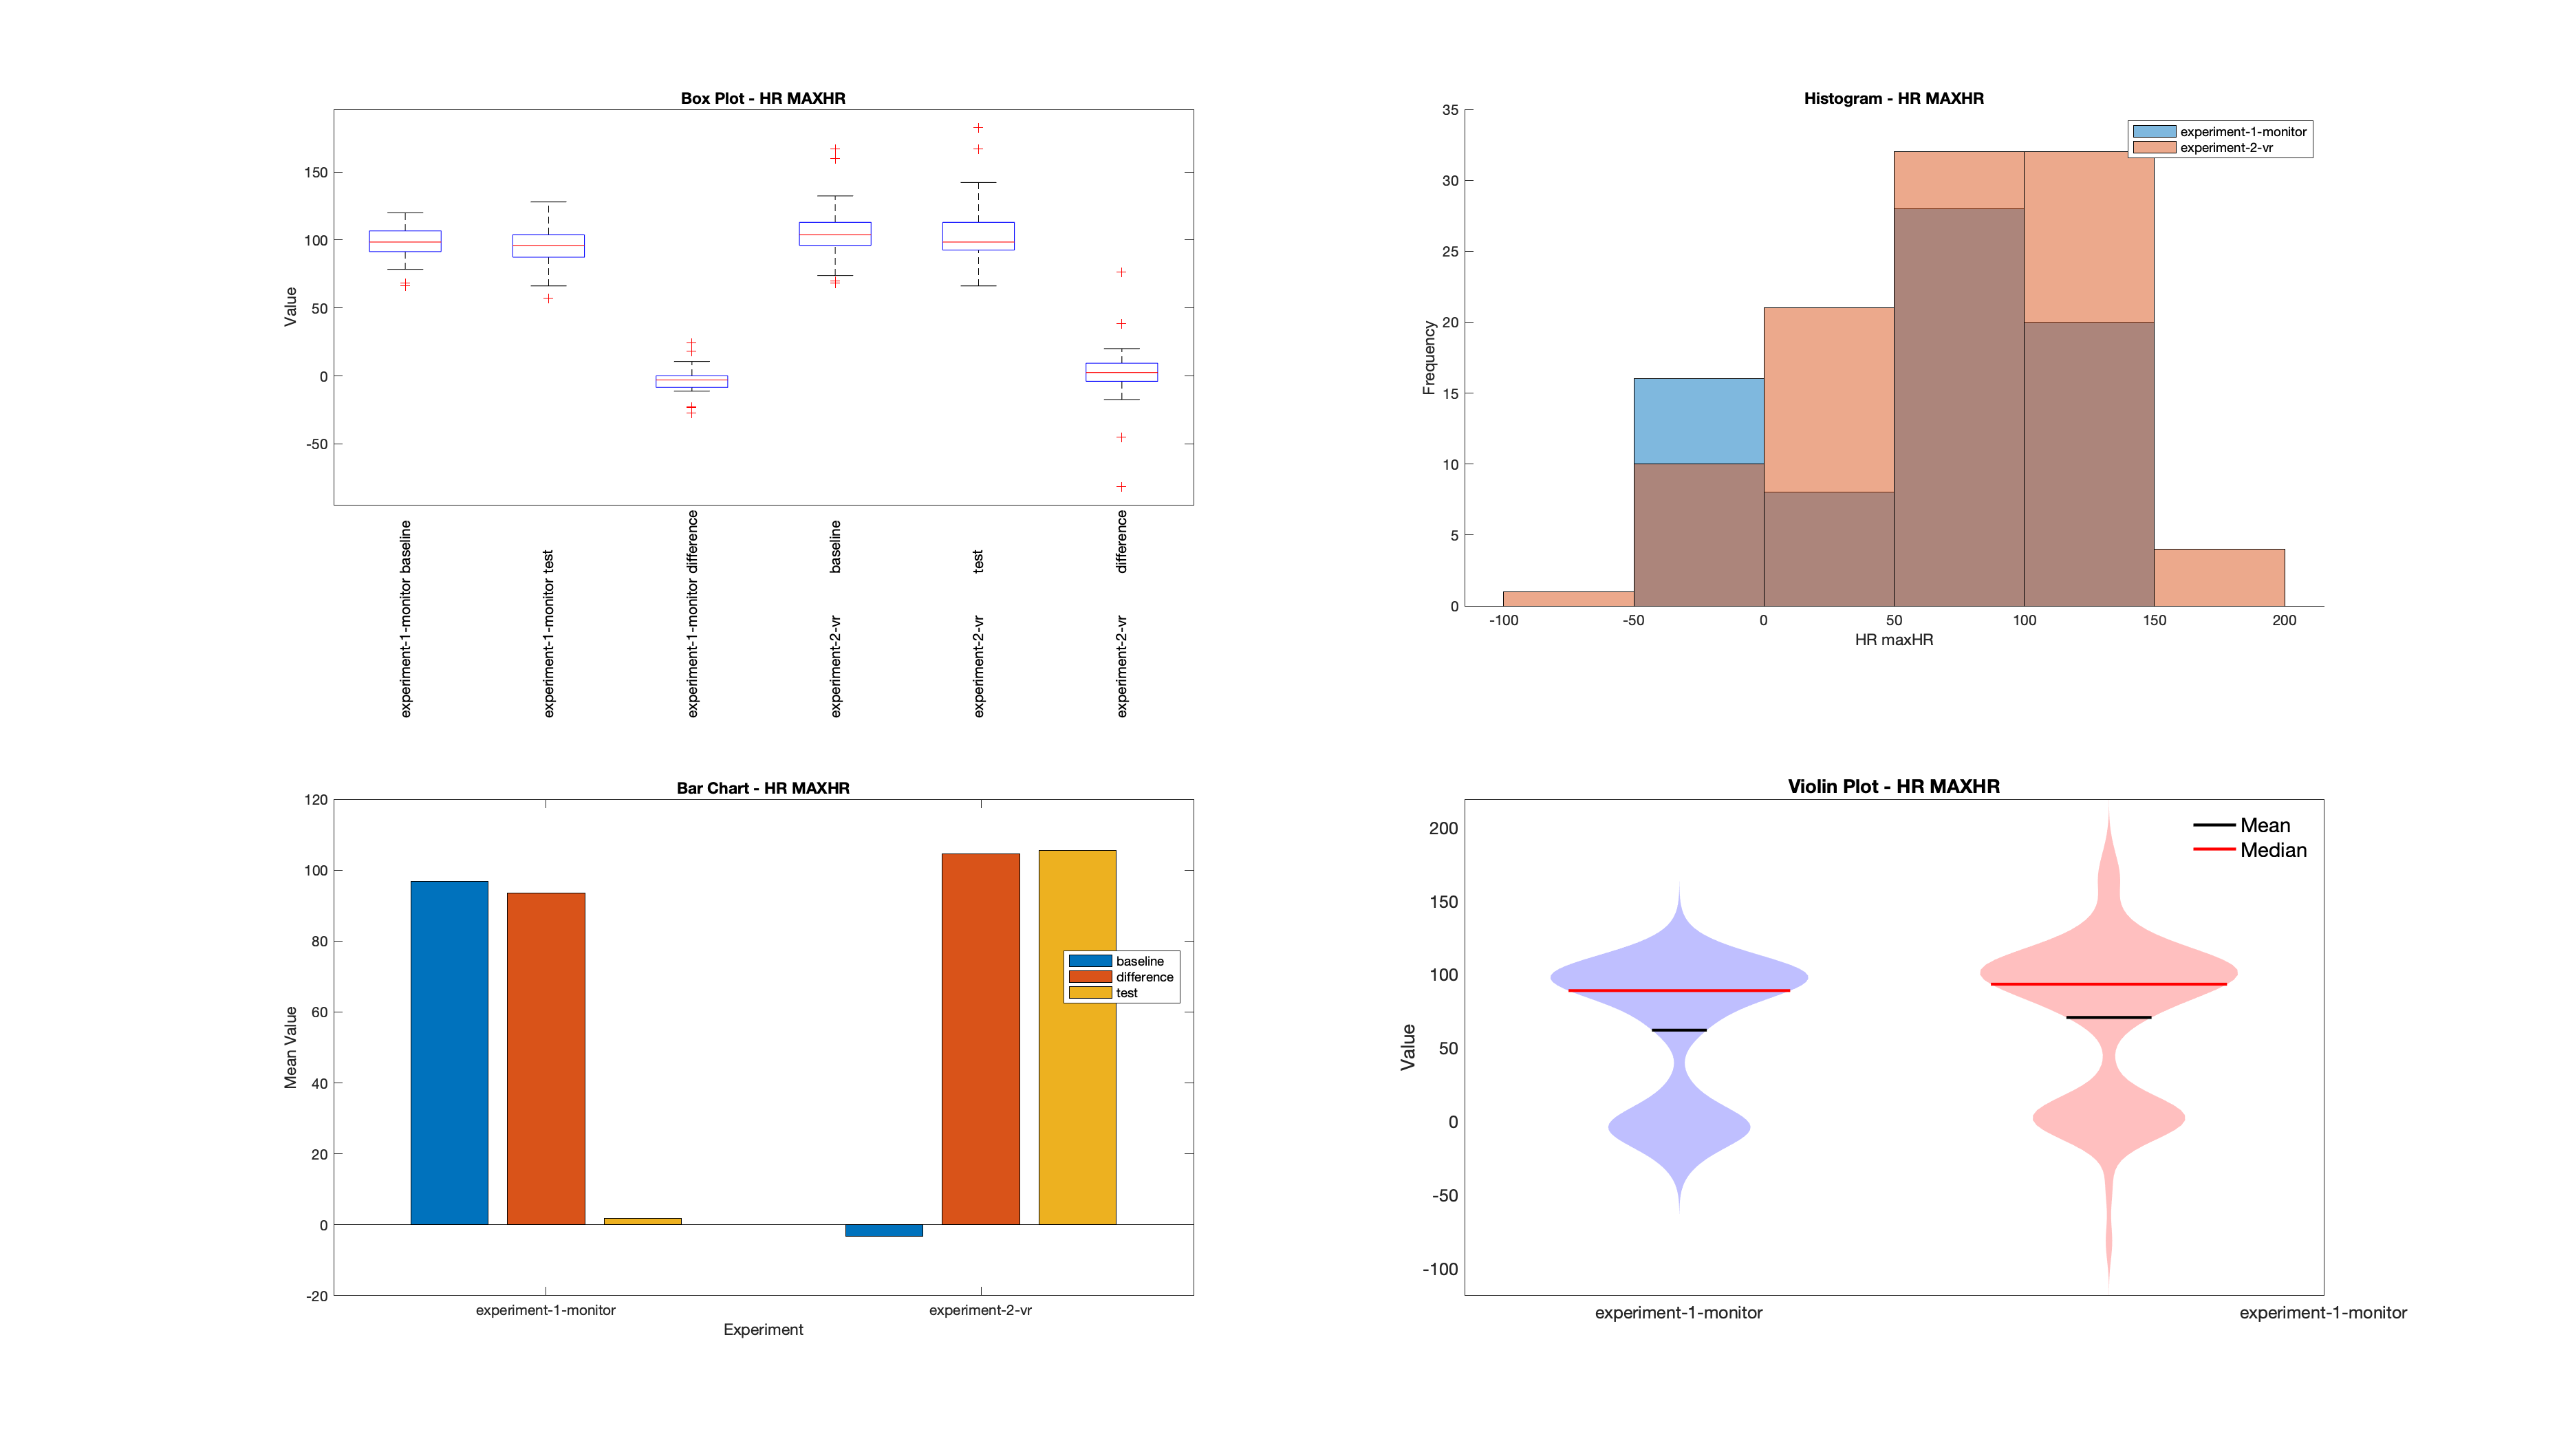 Box Plot - HR MAXHR
Value
150
100
50
0
-50
experiment-1-monitor baseline
experiment-1-monitor test
experiment-1-monitor difference
experiment-2-vr baseline
experiment-2-vr test
experiment-2-vr difference
Histogram - HR MAXHR
Frequency
35
30
25
20
15
10
5
0
-100 -50 0 50 100 150 200
HR maxHR
experiment-1-monitor
experiment-2-vr
Bar Chart - HR MAXHR
Mean Value
120
100
80
60
40
20
0
-20
experiment-1-monitor experiment-2-vr
Experiment
baseline
difference
test
Violin Plot - HR MAXHR
Value
200
150
100
50
0
-50
-100
Mean
Median
experiment-1-monitor experiment-1-monitor